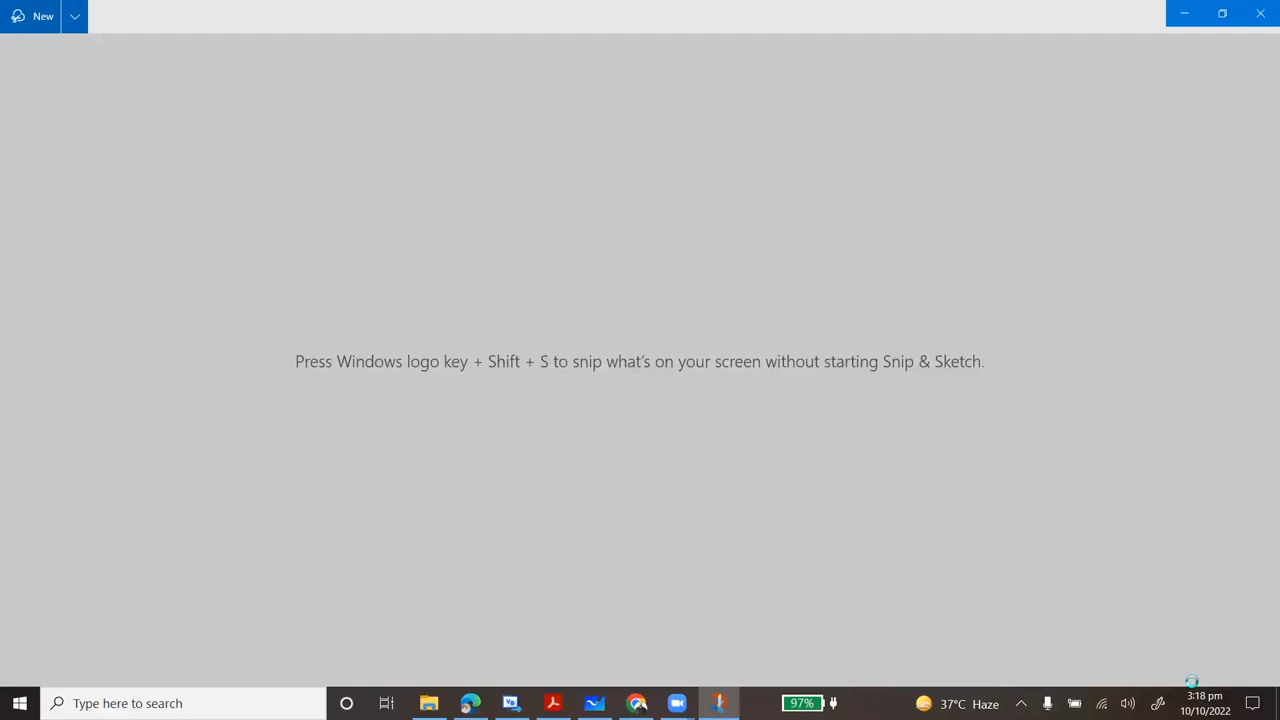 New
Press Windows logo key + Shift + S to snip what's on your screen without starting Snip & Sketch.
Type here to search
97%
37°C Haze
3:18 pm
10/10/2022